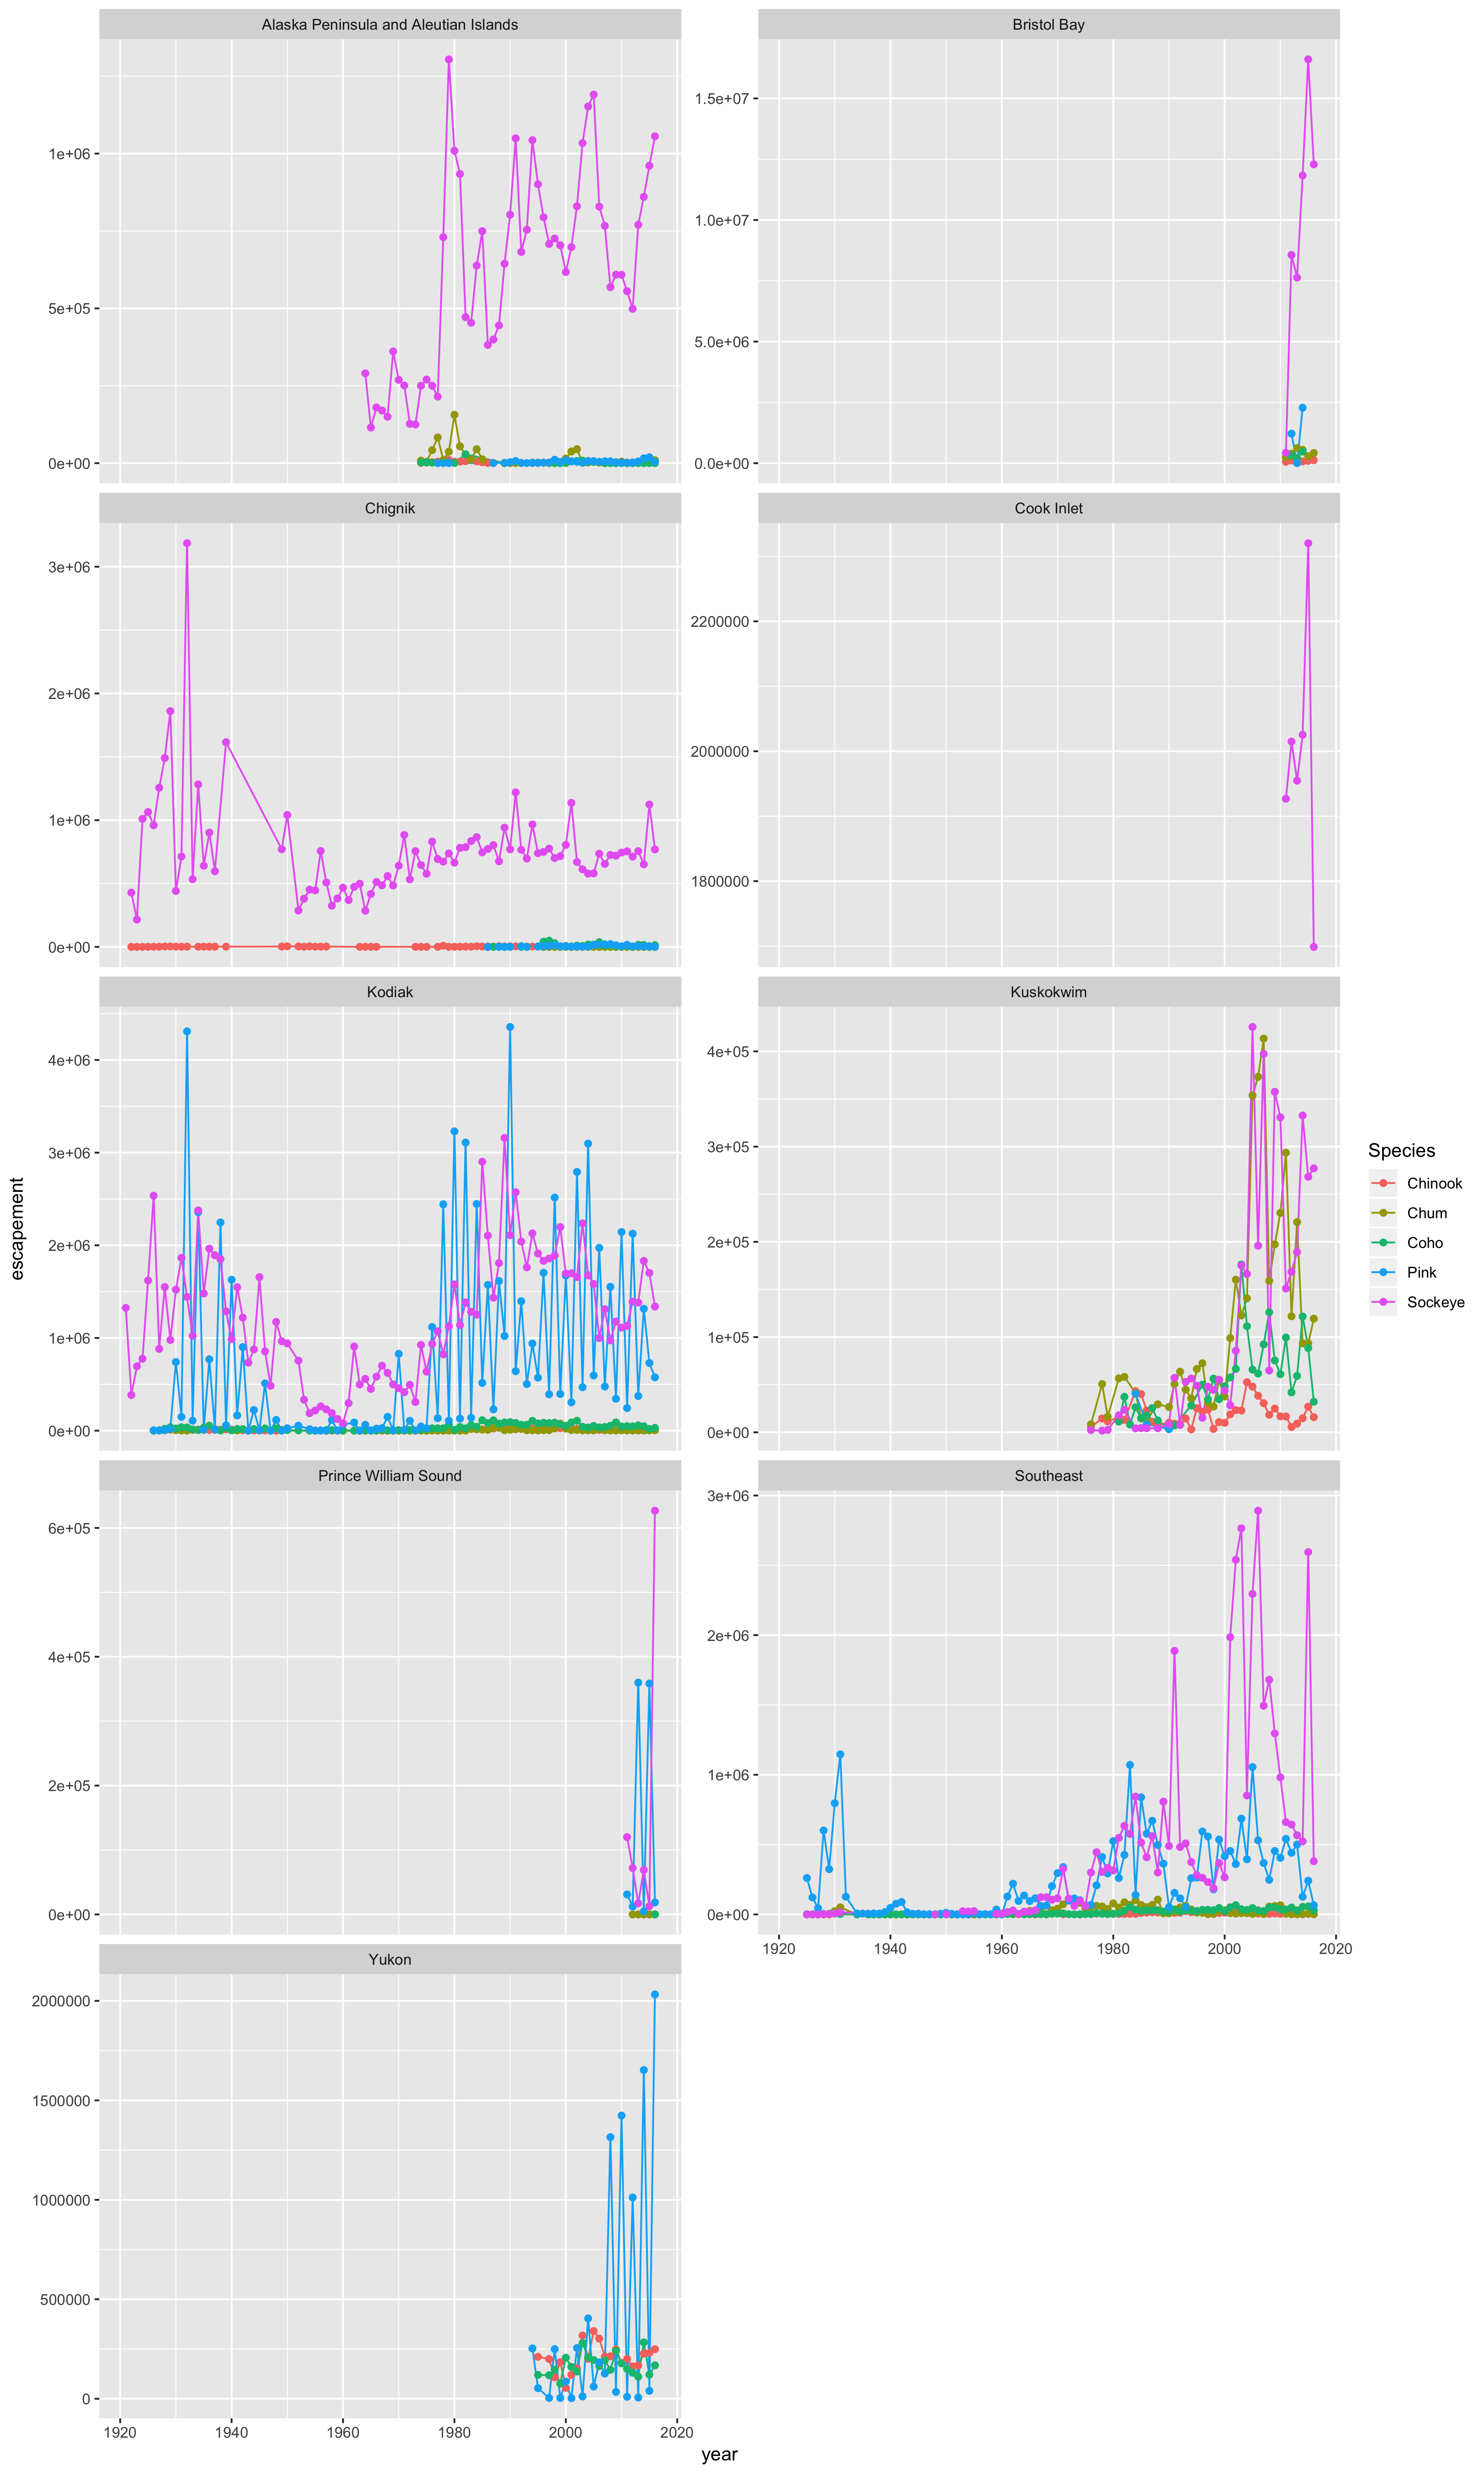 Alaska Peninsula and Aleutian Islands
Bristol Bay
1e+06
5e+05
0e+00
1.5e+07
1.0e+07
5.0e+06
0.0e+00
Chignik
Cook Inlet
3e+06
2e+06
1e+06
0e+00
2200000
2000000
1800000
Kodiak
Kuskokwim
4e+06
3e+06
2e+06
1e+06
0e+00
4e+05
3e+05
2e+05
1e+05
0e+00
Prince William Sound
Southeast
6e+05
4e+05
2e+05
0e+00
3e+06
2e+06
1e+06
0e+00
1920 1940 1960 1980 2000 2020
Yukon
2000000
1500000
1000000
500000
0
1920 1940 1960 1980 2000 2020
year
escapement
Species
Chinook
Chum
Coho
Pink
Sockeye